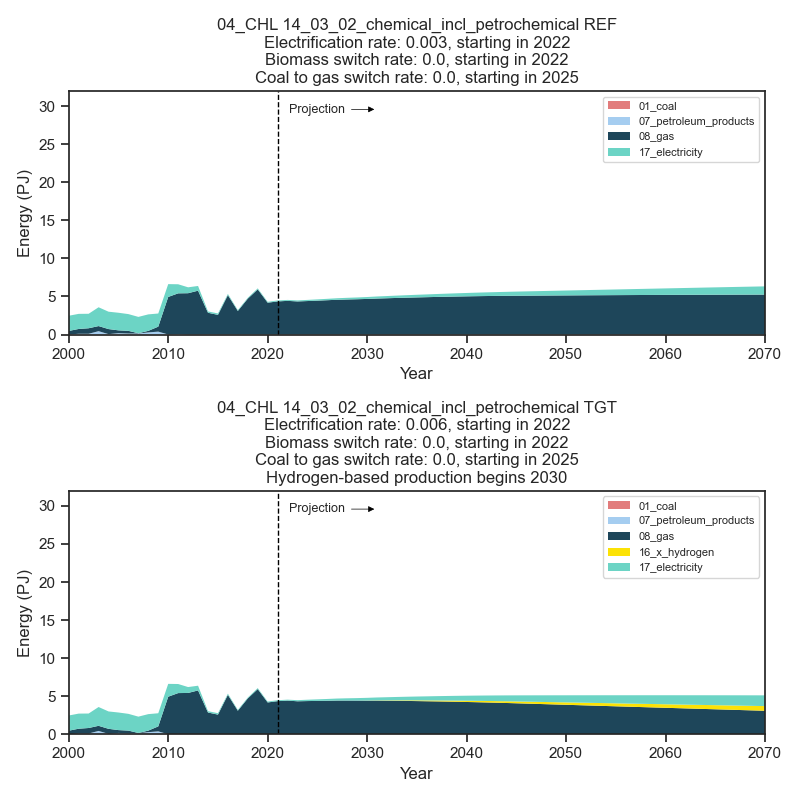 04_CHL 14_03_02_chemical_incl_petrochemical REF
Electrification rate: 0.003, starting in 2022
Biomass switch rate: 0.0, starting in 2022
Coal to gas switch rate: 0.0, starting in 2025
30
25
20
15
10
5
0
Energy (PJ)
Projection
01_coal
07_petroleum_products
08_gas
17_electricity
2000 2010 2020 2030 2040 2050 2060 2070
Year
04_CHL 14_03_02_chemical_incl_petrochemical TGT
Electrification rate: 0.006, starting in 2022
Biomass switch rate: 0.0, starting in 2022
Coal to gas switch rate: 0.0, starting in 2025
Hydrogen-based production begins 2030
30
25
20
15
10
5
0
Energy (PJ)
Projection
01_coal
07_petroleum_products
08_gas
16_x_hydrogen
17_electricity
2000 2010 2020 2030 2040 2050 2060 2070
Year